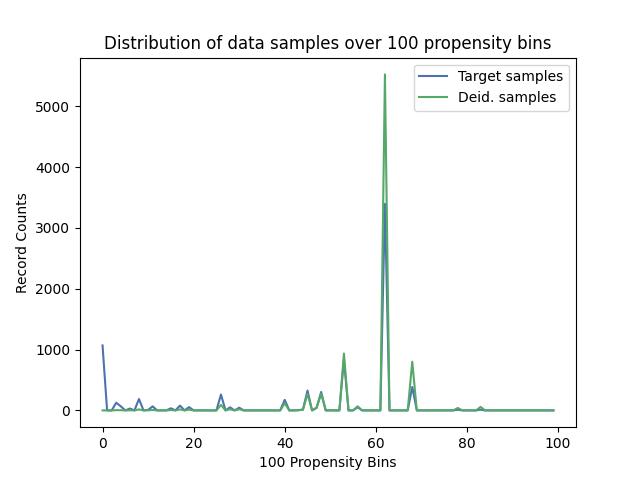 Distribution of data samples over 100 propensity bins
Target samples
Deid. samples
Record Counts
5000
4000
3000
2000
1000
0
0 20 40 60 80 100
100 Propensity Bins